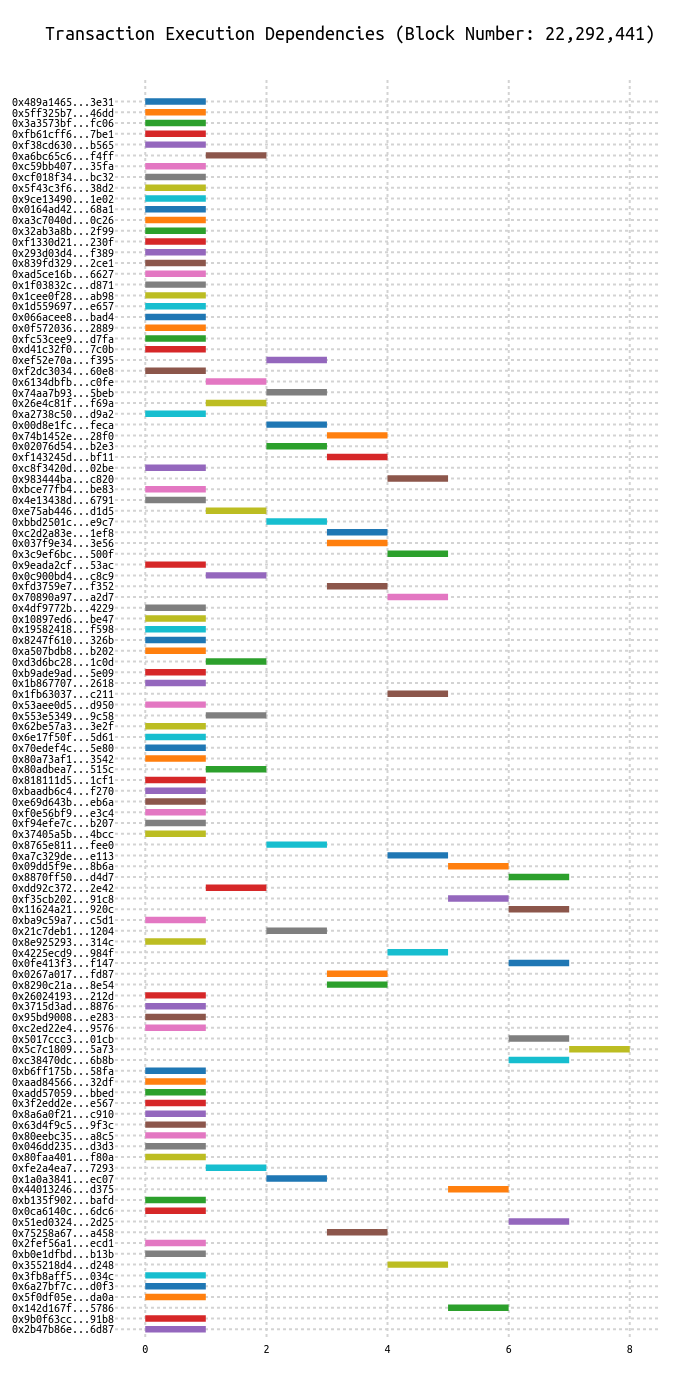 Transaction Execution Dependencies (Block Number: 22,292,441)
0x489a1465...3e31
0x5ff325b7...46dd
0x3a3573bf...fc06
0xfb61cff6...7be1
0xf38cd630...b565
0xa6bc65c6...f4ff
0xc59bb407...35fa
0xcf018f34...bc32
0x5f43c3f6...38d2
0x9ce13490...1e02
0x0164ad42...68a1
0xa3c7040d...0c26
0x32ab3a8b...2f99
0xf1330d21...230f
0x293d03d4...f389
0x839fd329...2ce1
0xad5ce16b...6627
0x1f03832c...d871
0x1cee0f28...ab98
0x1d559697...e657
0x066acee8...bad4
0x0f572036...2889
0xfc53cee9...d7fa
0xd41c32f0...7c0b
0xef52e70a...f395
0xf2dc3034...60e8
0x6134dbfb...c0fe
0x74aa7b93...5beb
0x26e4c81f...f69a
0xa2738c50...d9a2
0x00d8e1fc...feca
0x74b1452e...28f0
0x02076d54...b2e3
0xf143245d...bf11
0xc8f3420d...02be
0x983444ba...c820
0xbce77fb4...be83
0x4e13438d...6791
0xe75ab446...d1d5
0xbbd2501c...e9c7
0xc2d2a83e...1ef8
0x037f9e34...3e56
0x3c9ef6bc...500f
0x9eada2cf...53ac
0x0c900bd4...c8c9
0xfd3759e7...f352
0x70890a97...a2d7
0x4df9772b...4229
0x10897ed6...be47
0x19582418...f598
0x8247f610...326b
0xa507bdb8...b202
0xd3d6bc28...1c0d
0xb9ade9ad...5e09
0x1b867707...2618
0x1fb63037...c211
0x53aee0d5...d950
0x553e5349...9c58
0x62be57a3...3e2f
0x6e17f50f...5d61
0x70edef4c...5e80
0x80a73af1...3542
0x80adbea7...515c
0x818111d5...1cf1
0xbaadb6c4...f270
0xe69d643b...eb6a
0xf0e56bf9...e3c4
0xf94efe7c...b207
0x37405a5b...4bcc
0x8765e811...fee0
0xa7c329de...e113
0x09dd5f9e...8b6a
0x8870ff50...d4d7
0xdd92c372...2e42
0xf35cb202...91c8
0x11624a21...920c
0xba9c59a7...c5d1
0x21c7deb1...1204
0x8e925293...314c
0x4225ecd9...984f
0x0fe413f3...f147
0x0267a017...fd87
0x8290c21a...8e54
0x26024193...212d
0x3715d3ad...8876
0x95bd9008...e283
0xc2ed22e4...9576
0x5017ccc3...01cb
0x5c7c1809...5a73
0xc38470dc...6b8b
0xb6ff175b...58fa
0xaad84566...32df
0xadd57059...bbed
0x3f2edd2e...e567
0x8a6a0f21...c910
0x63d4f9c5...9f3c
0x80eebc35...a8c5
0x046dd235...d3d3
0x80faa401...f80a
0xfe2a4ea7...7293
0x1a0a3841...ec07
0x44013246...d375
0xb135f902...bafd
0x0ca6140c...6dc6
0x51ed0324...2d25
0x75258a67...a458
0x2fef56a1...ecd1
0xb0e1dfbd...b13b
0x355218d4...d248
0x3fb8aff5...034c
0x6a27bf7c...d0f3
0x5f0df05e...da0a
0x142d167f...5786
0x9b0f63cc...91b8
0x2b47b86e...6d87
0 2 4 6 8